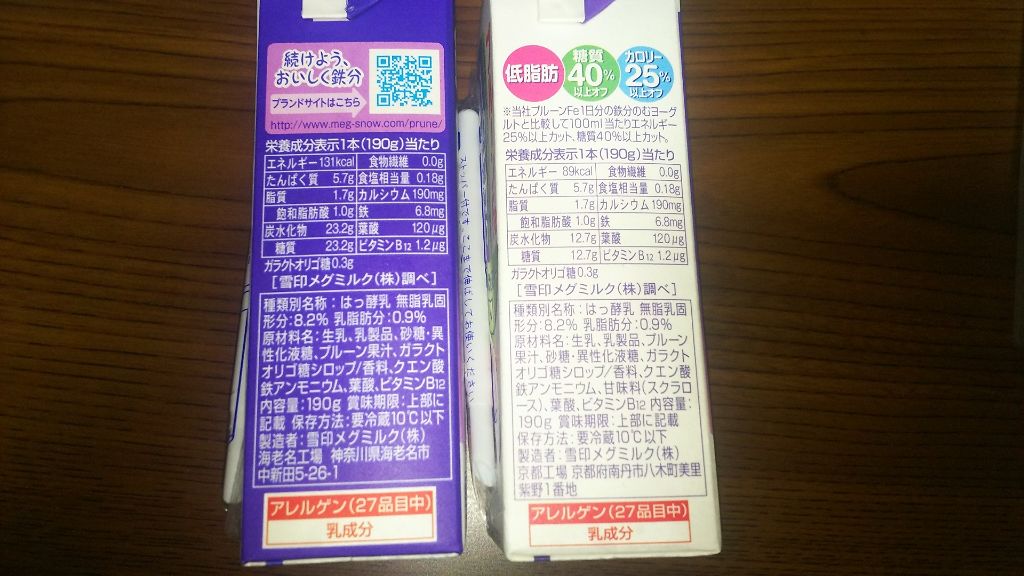 続けよう、
おいしく鉄分
ブランドサイトはこちら
http://www.meg-snow.com/prune/
栄養成分表示1本(190g)当たり
エネルギー 131kcal 食物繊維 0.0g
たんぱく質 5.7g 食塩相当量 0.18g
脂質 1.7g カルシウム 190mg
飽和脂肪酸 1.0g 鉄 6.8mg
炭水化物 23.2g 葉酸 120μg
糖質 23.2g ビタミンB12 1.2μg
ガラクトオリゴ糖0.3g
[雪印メグミルク(株)調べ]
種類別名称:はっ酵乳 無脂乳固
形分:8.2% 乳脂肪分:0.9%
原材料名:生乳、乳製品、砂糖・異
性化液糖、プルーン果汁、ガラクト
オリゴ糖シロップ/香料、クエン酸
鉄アンモニウム、葉酸、ビタミンB12
内容量:190g 賞味期限:上部に
記載 保存方法:要冷蔵10℃以下
製造者:雪印メグミルク(株)
海老名工場 神奈川県海老名市
中新田5-26-1
アレルゲン(27品目中)
乳成分
ストッパー付です ここまで伸ばしてお使いください
低脂肪
糖質
40%
以上オフ
カロリー
25%
以上オフ
※当社プルーンFe1日分の鉄分のむヨーグ
ルトと比較して100ml当たりエネルギー
25%以上カット、糖質40%以上カット。
栄養成分表示1本(190g)当たり
エネルギー 89kcal 食物繊維 0.0g
たんぱく質 5.7g 食塩相当量 0.18g
脂質 1.7g カルシウム 190mg
飽和脂肪酸 1.0g 鉄 6.8mg
炭水化物 12.7g 葉酸 120μg
糖質 12.7g ビタミンB12 1.2μg
ガラクトオリゴ糖0.3g
[雪印メグミルク(株)調べ]
種類別名称:はっ酵乳 無脂乳固
形分:8.2% 乳脂肪分:0.9%
原材料名:生乳、乳製品、プルーン
果汁、砂糖・異性化液糖、ガラクト
オリゴ糖シロップ/香料、クエン酸
鉄アンモニウム、甘味料(スクラロ
ース)、葉酸、ビタミンB12 内容量:
190g 賞味期限:上部に記載
保存方法:要冷蔵10℃以下
製造者:雪印メグミルク(株)
京都工場 京都府南丹市八木町美里
紫野1番地
アレルゲン(27品目中)
乳成分